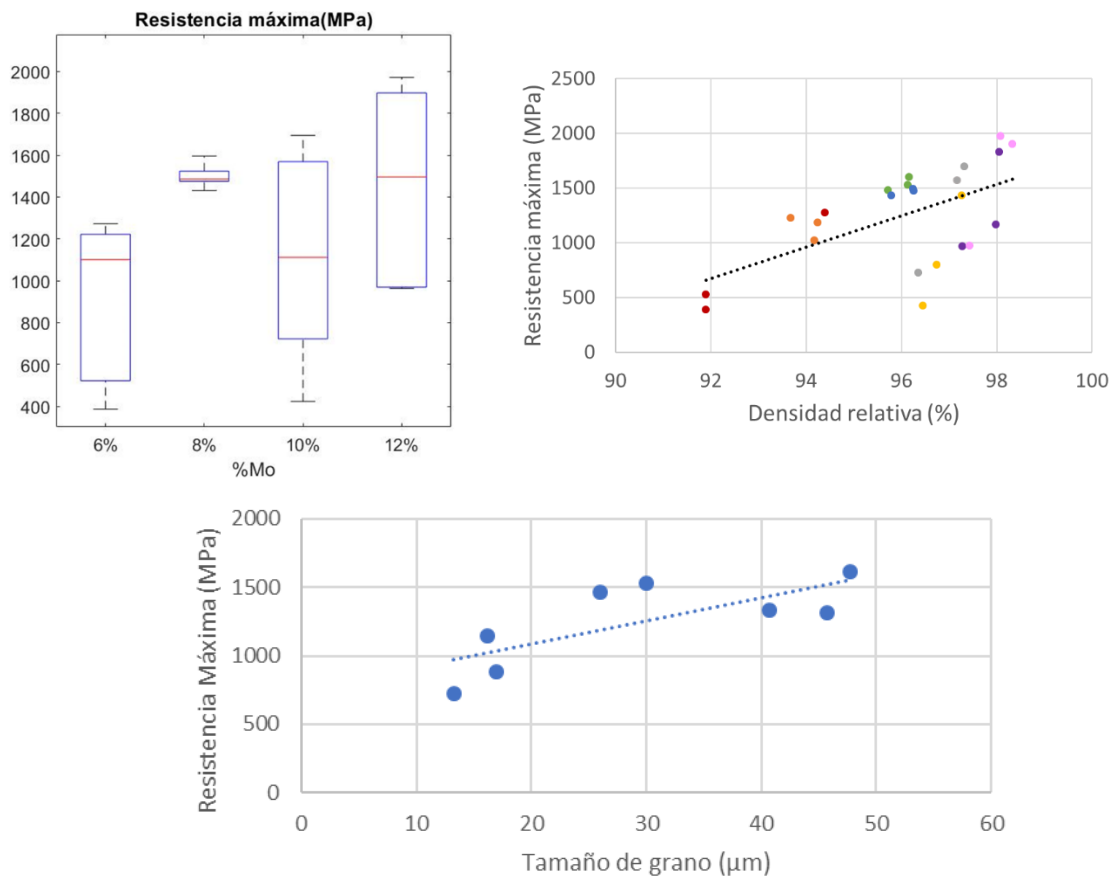 Resistencia máxima(MPa)
2000
1800
1600
1400
1200
1000
800
600
400
6% 8% 10% 12%
%Mo
Resistencia máxima (MPa)
2500
2000
1500
1000
500
0
90 92 94 96 98 100
Densidad relativa (%)
Resistencia Máxima (MPa)
2000
1500
1000
500
0
0 10 20 30 40 50 60
Tamaño de grano (µm)